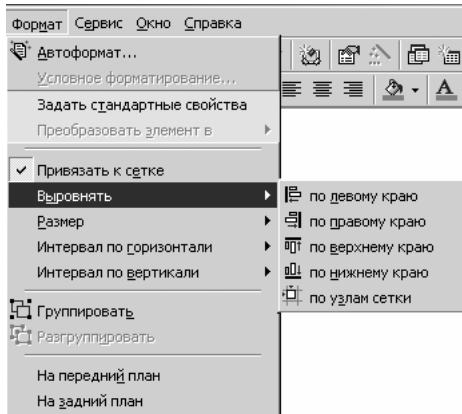 Формат Сервис Окно Справка
Автоформат...
Условное форматирование...
Задать стандартные свойства
Преобразовать элемент в
Привязать к сетке
Выровнять
Размер
Интервал по горизонтали
Интервал по вертикали
Группировать
Разгруппировать
На передний план
На задний план
по левому краю
по правому краю
по верхнему краю
по нижнему краю
по узлам сетки
A